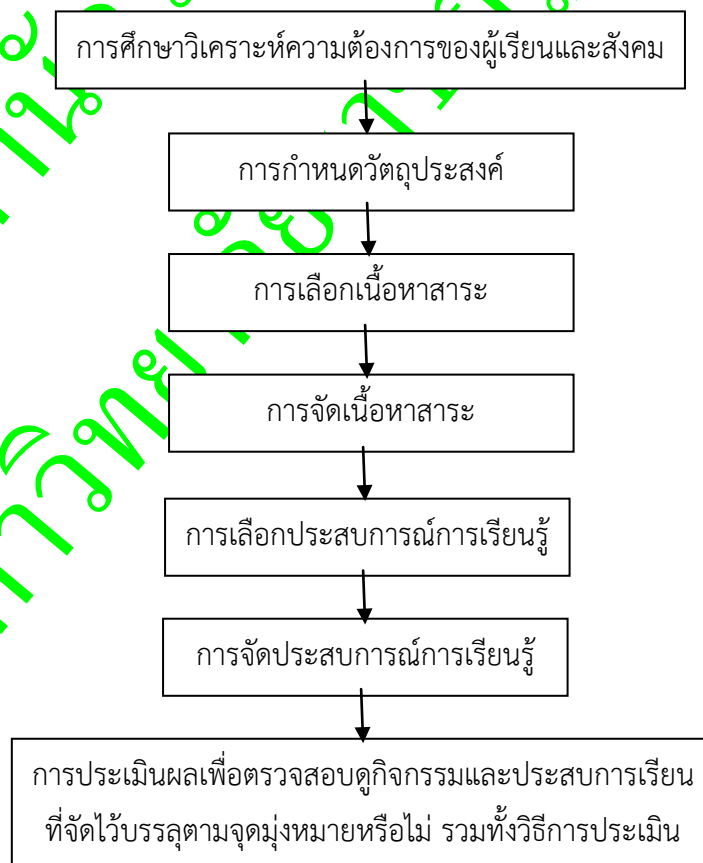 การศึกษาวิเคราะห์ความต้องการของผู้เรียนและสังคม
การกำหนดวัตถุประสงค์
การเลือกเนื้อหาสาระ
การจัดเนื้อหาสาระ
การเลือกประสบการณ์การเรียนรู้
การจัดประสบการณ์การเรียนรู้
การประเมินผลเพื่อตรวจสอบดูกิจกรรมและประสบการเรียน
ที่จัดไว้บรรลุตามจุดมุ่งหมายหรือไม่ รวมทั้งวิธีการประเมิน